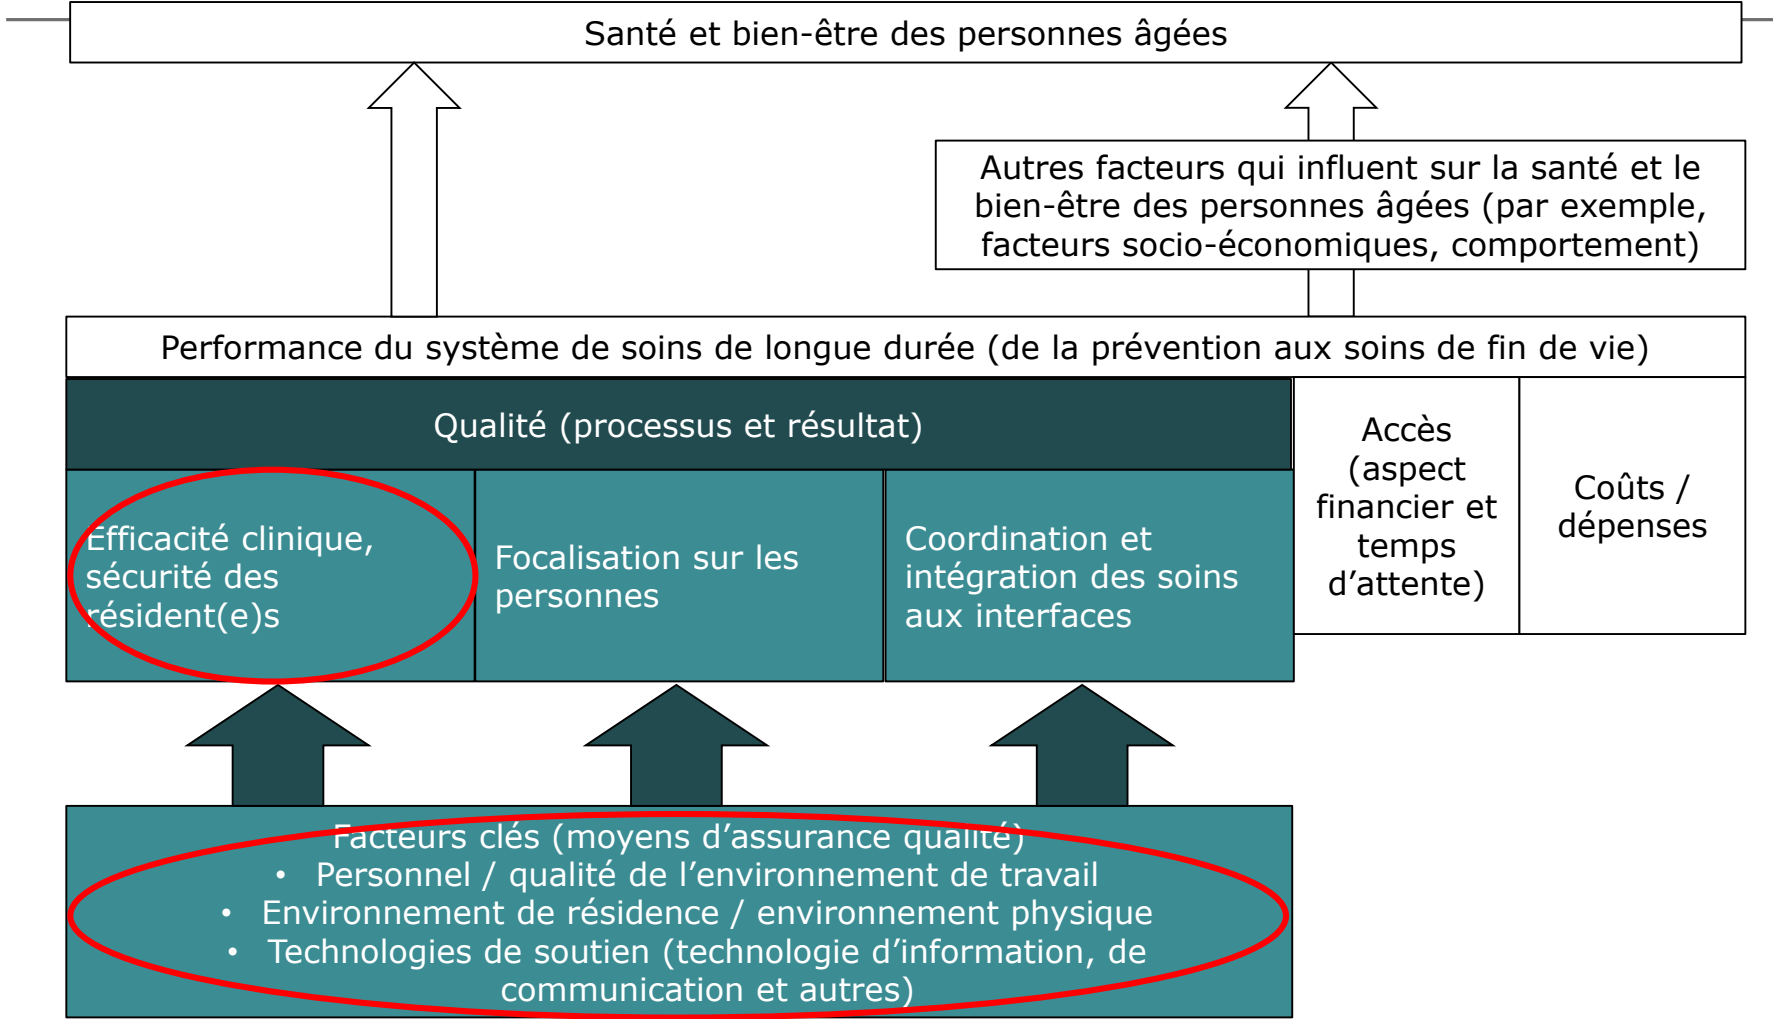 Santé et bien-être des personnes âgées
Autres facteurs qui influent sur la santé et le
bien-être des personnes âgées (par exemple,
facteurs socio-économiques, comportement)
Performance du système de soins de longue durée (de la prévention aux soins de fin de vie)
Qualité (processus et résultat)
Accès
(aspect
financier et
temps
d’attente)
Coûts /
dépenses
Efficacité clinique,
sécurité des
résident(e)s
Focalisation sur les
personnes
Coordination et
intégration des soins
aux interfaces
Facteurs clés (moyens d’assurance qualité)
• Personnel / qualité de l’environnement de travail
• Environnement de résidence / environnement physique
• Technologies de soutien (technologie d’information, de
communication et autres)